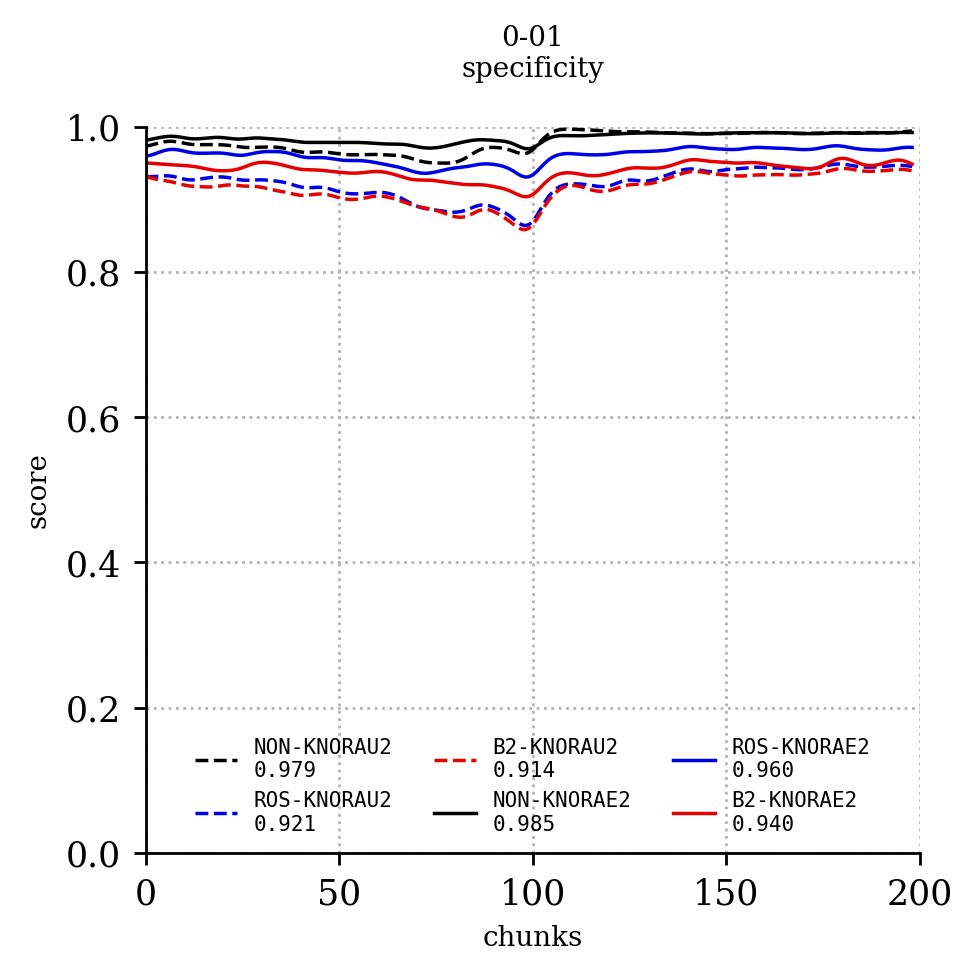 0-01
specificity
1.0
0.8
0.6
0.4
0.2
0.0
score
NON-KNORAU2
0.979
ROS-KNORAU2
0.921
B2-KNORAU2
0.914
NON-KNORAE2
0.985
ROS-KNORAE2
0.960
B2-KNORAE2
0.940
0 50 100 150 200
chunks